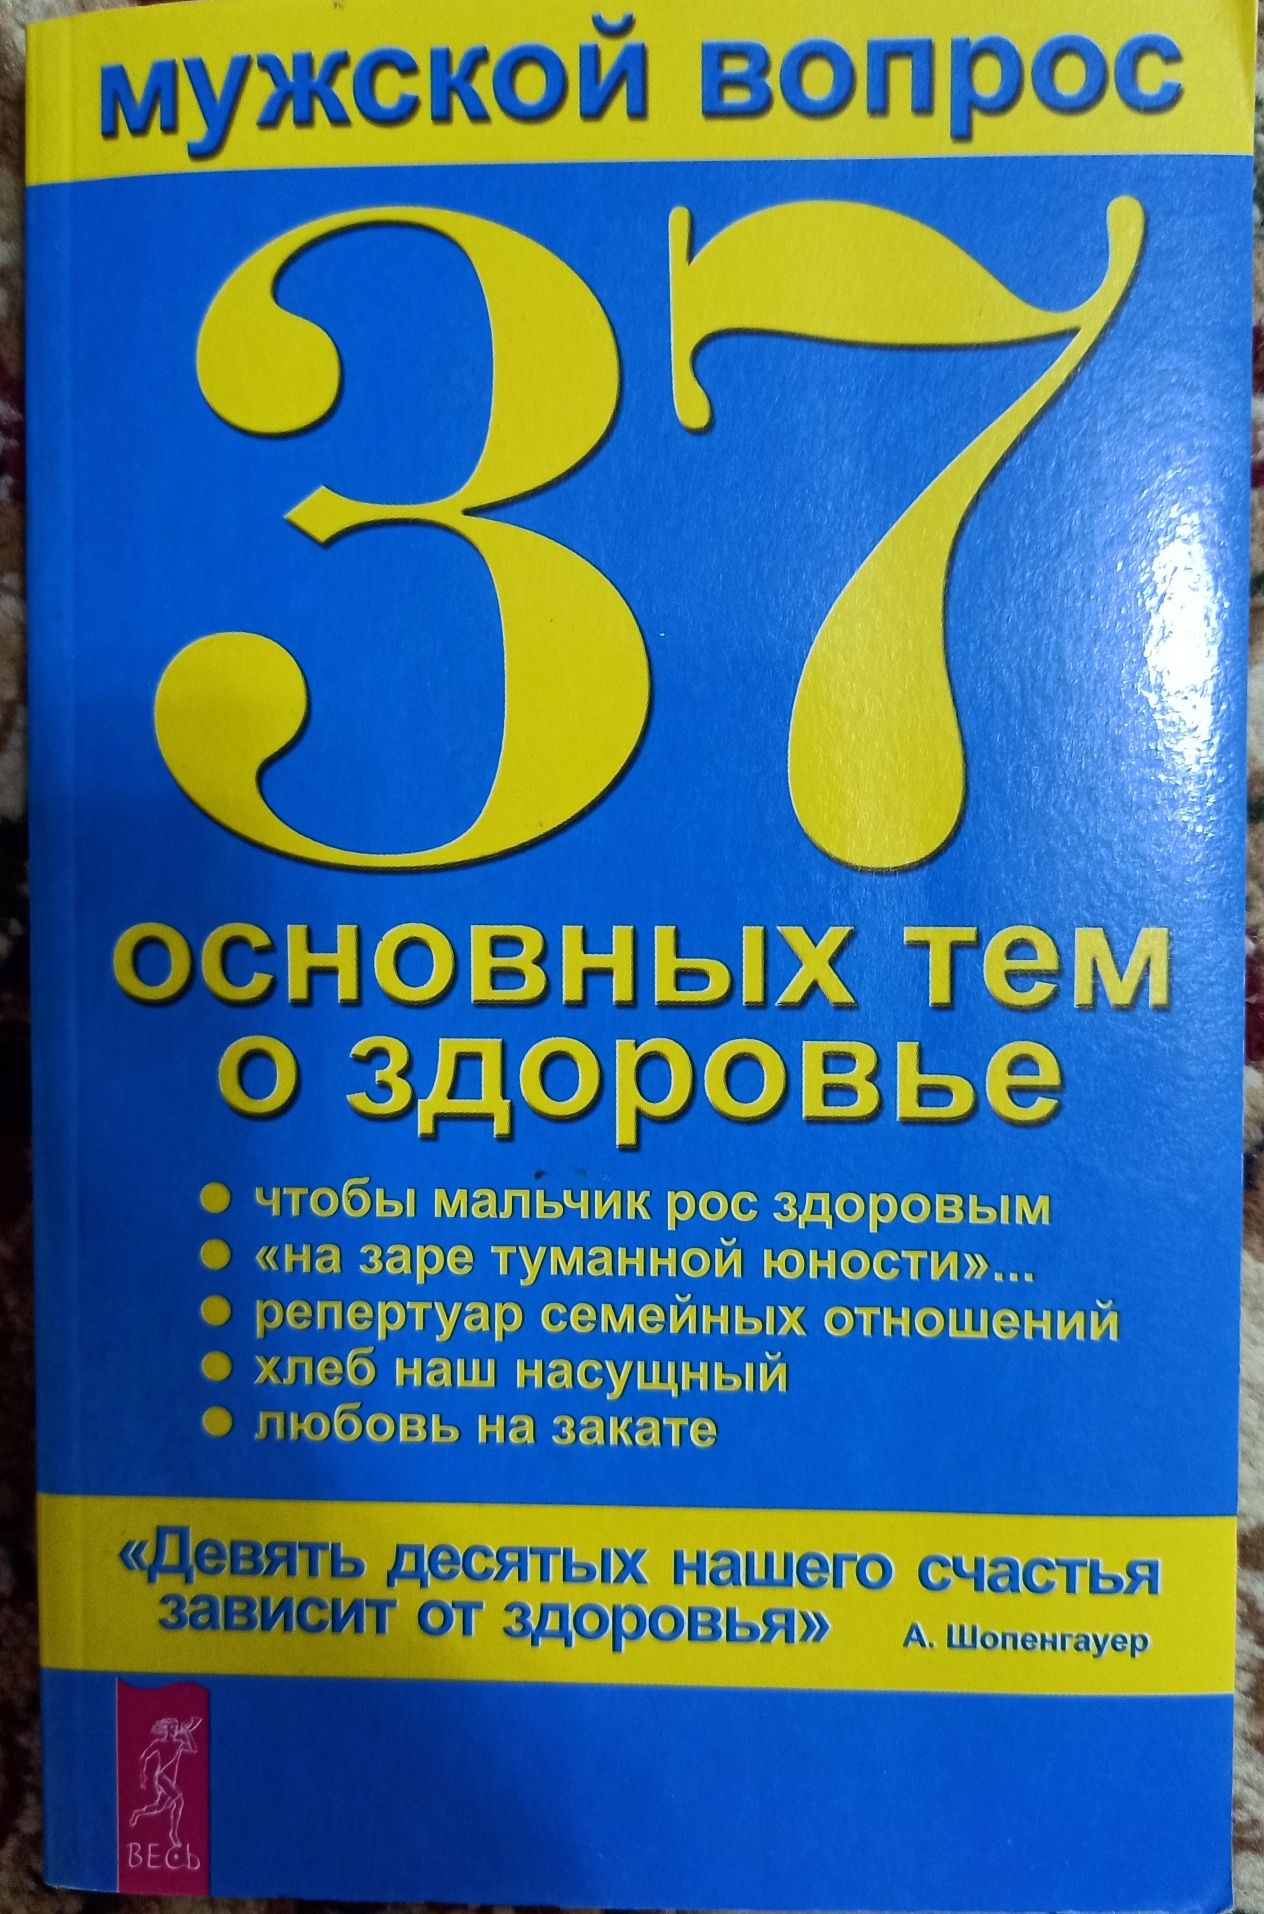 мужской вопрос
37
основных тем
о здоровье
● чтобы мальчик рос здоровым
● «на заре туманной юности»...
● репертуар семейных отношений
● хлеб наш насущный
● любовь на закате
«Девять десятых нашего счастья
зависит от здоровья» А. Шопенгауер
ВЕСЬ